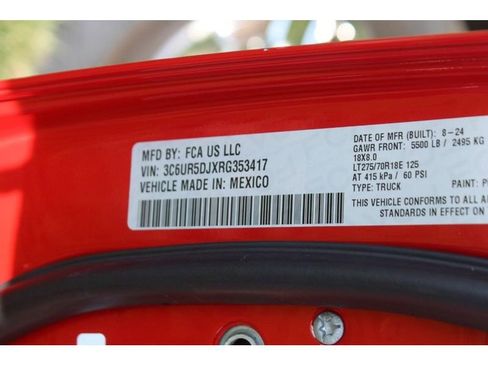 MFD BY: FCA US LLC
VIN: 3C6UR5DJXRG353417
VEHICLE MADE IN: MEXICO
DATE OF MFR (BUILT): 8-24
GAWR FRONT: 5500 LB / 2495 KG
18X8.0
LT275/70R18E 125
AT 415 kPa / 60 PSI
TYPE: TRUCK PAINT: P
THIS VEHICLE CONFORMS TO ALL A
STANDARDS IN EFFECT ON